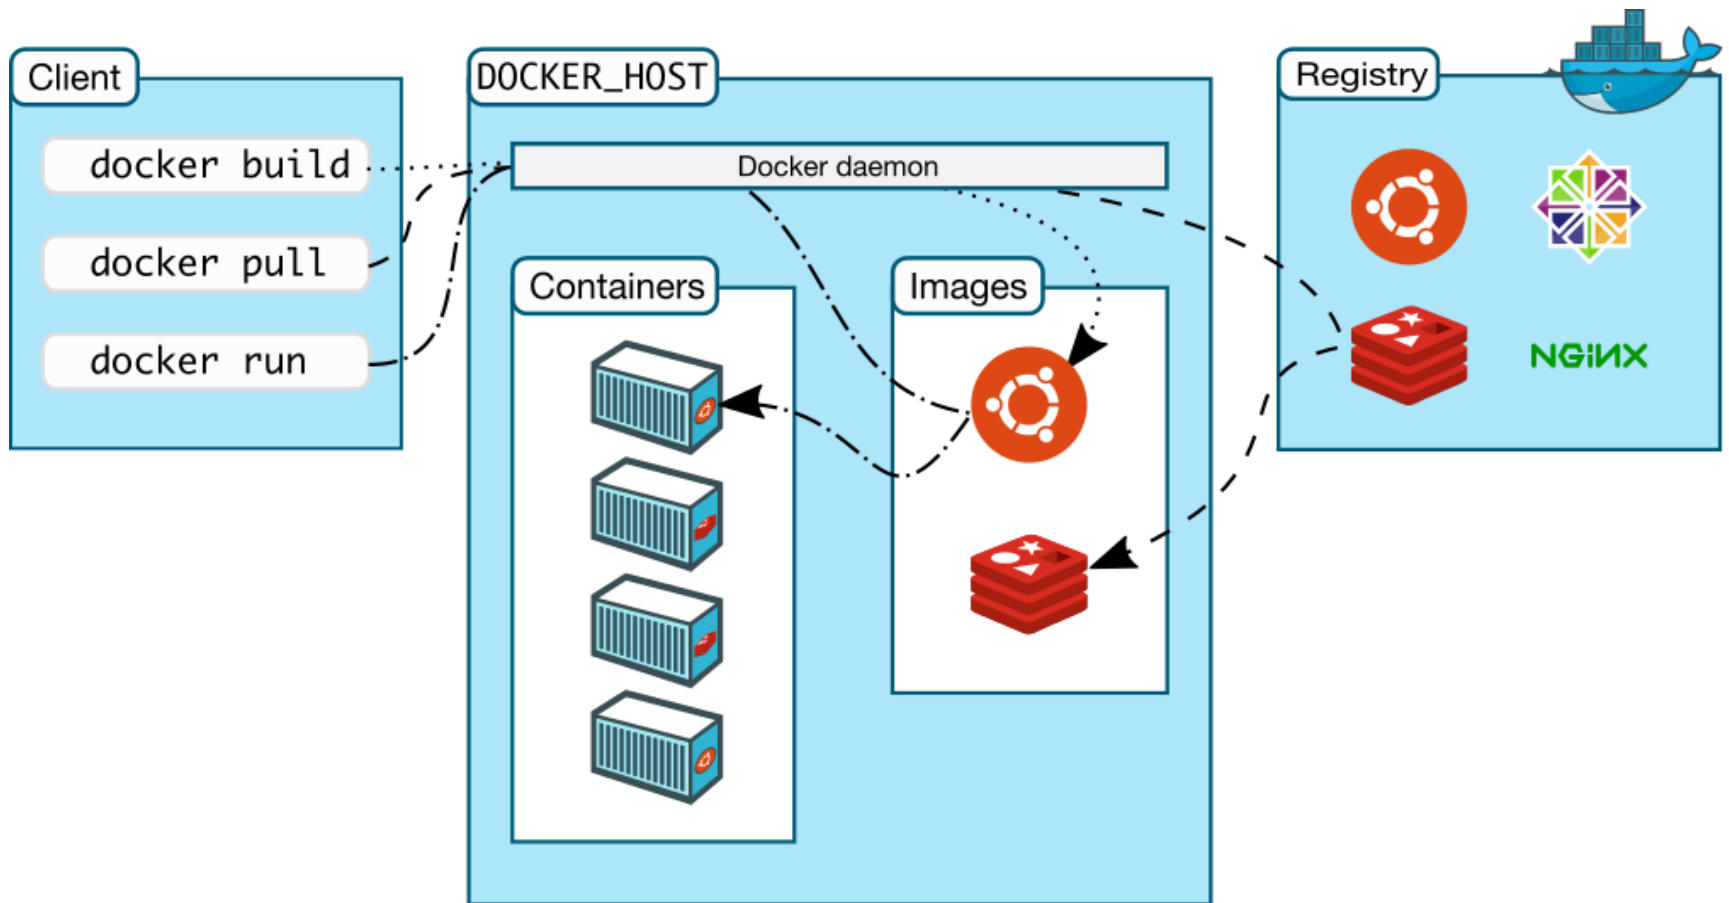 Client
docker build
docker pull
docker run
DOCKER_HOST
Docker daemon
Containers
Images
Registry
NGINX